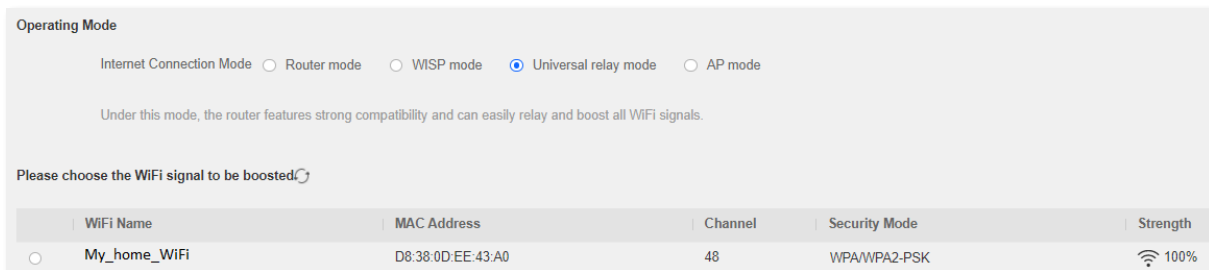 Operating Mode
Internet Connection Mode Router mode WISP mode Universal relay mode AP mode
Under this mode, the router features strong compatibility and can easily relay and boost all WiFi signals.
Please choose the WiFi signal to be boosted.
WiFi Name MAC Address Channel Security Mode Strength
My_home_WiFi D8:38:0D:EE:43:A0 48 WPA/WPA2-PSK 100%